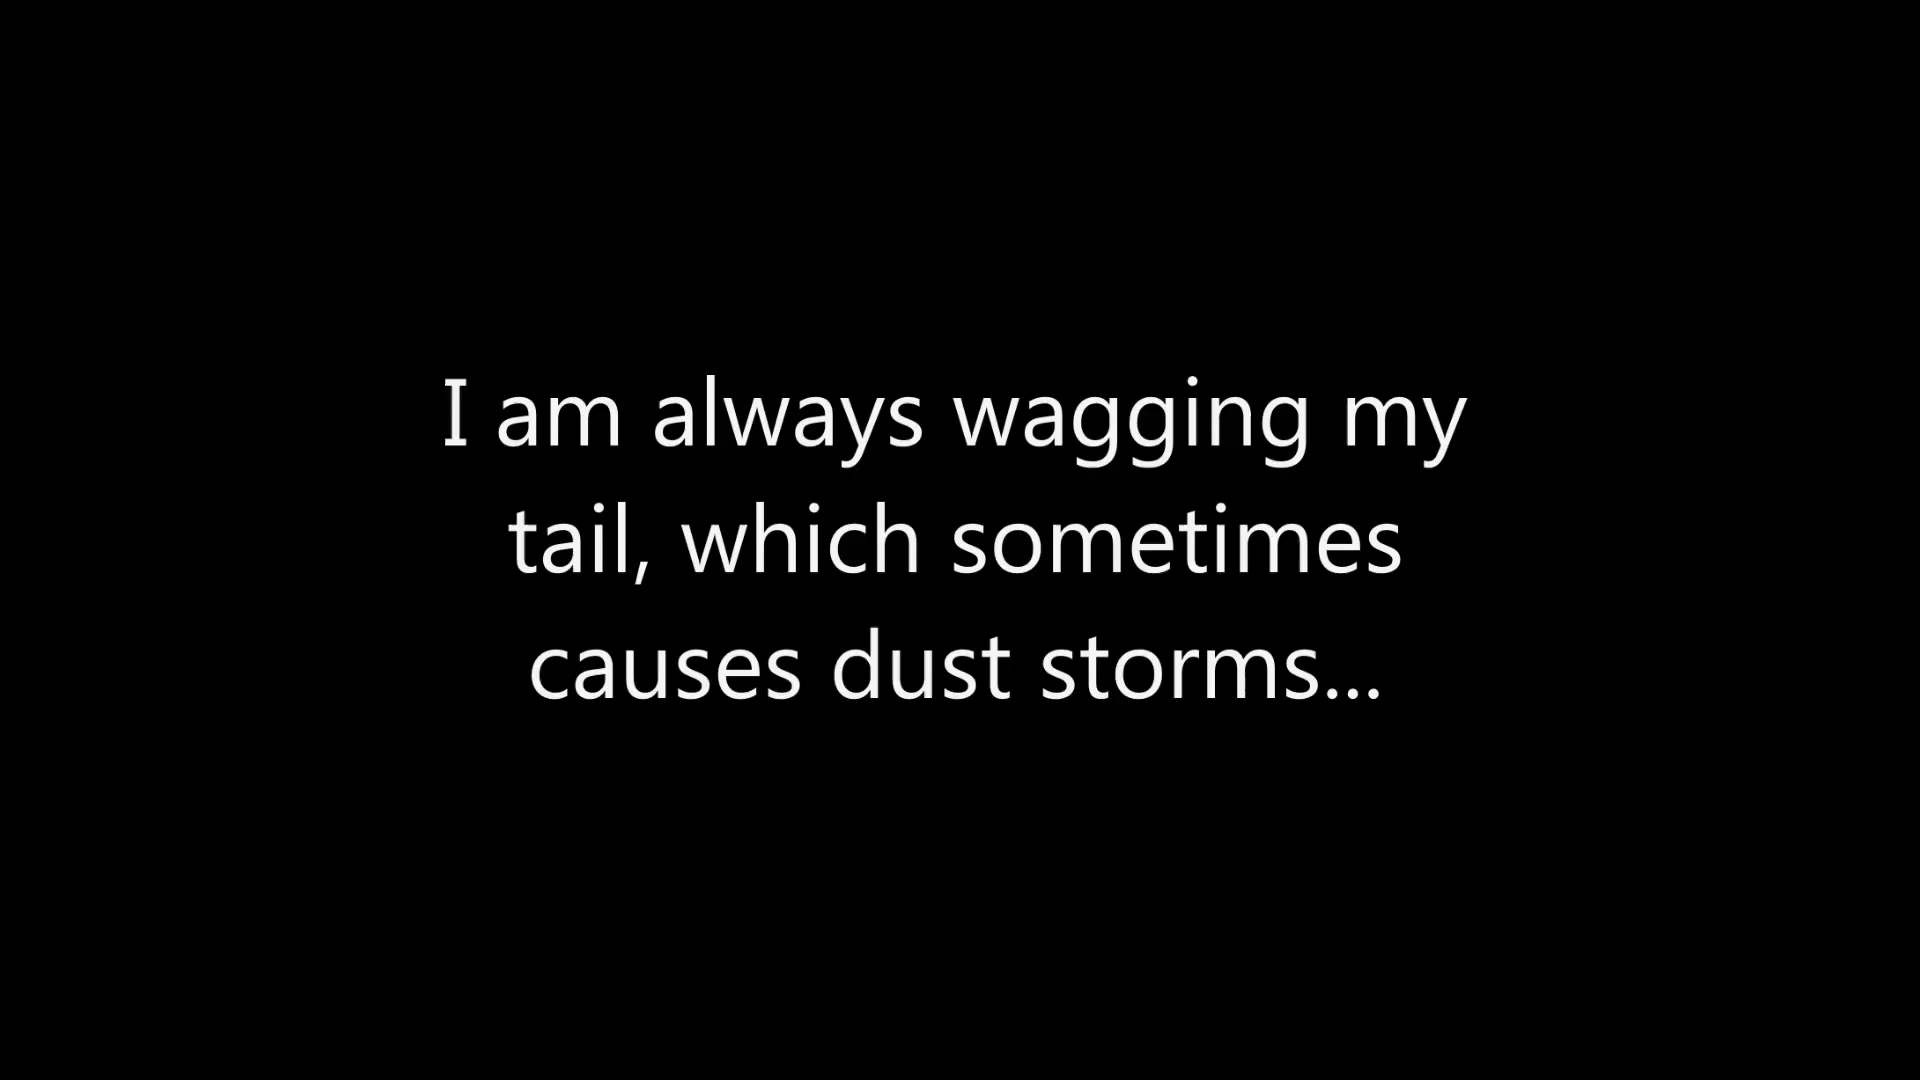 I am always wagging my
tail, which sometimes
causes dust storms...